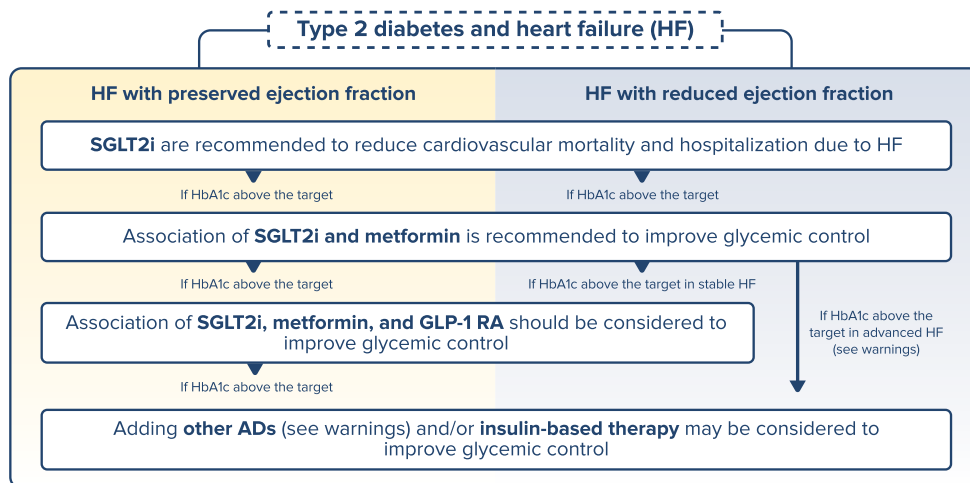 Type 2 diabetes and heart failure (HF)
HF with preserved ejection fraction
HF with reduced ejection fraction
SGLT2i are recommended to reduce cardiovascular mortality and hospitalization due to HF
If HbA1c above the target
If HbA1c above the target
Association of SGLT2i and metformin is recommended to improve glycemic control
If HbA1c above the target
If HbA1c above the target in stable HF
Association of SGLT2i, metformin, and GLP-1 RA should be considered to
improve glycemic control
If HbA1c above the
target in advanced HF
(see warnings)
If HbA1c above the target
Adding other ADs (see warnings) and/or insulin-based therapy may be considered to
improve glycemic control